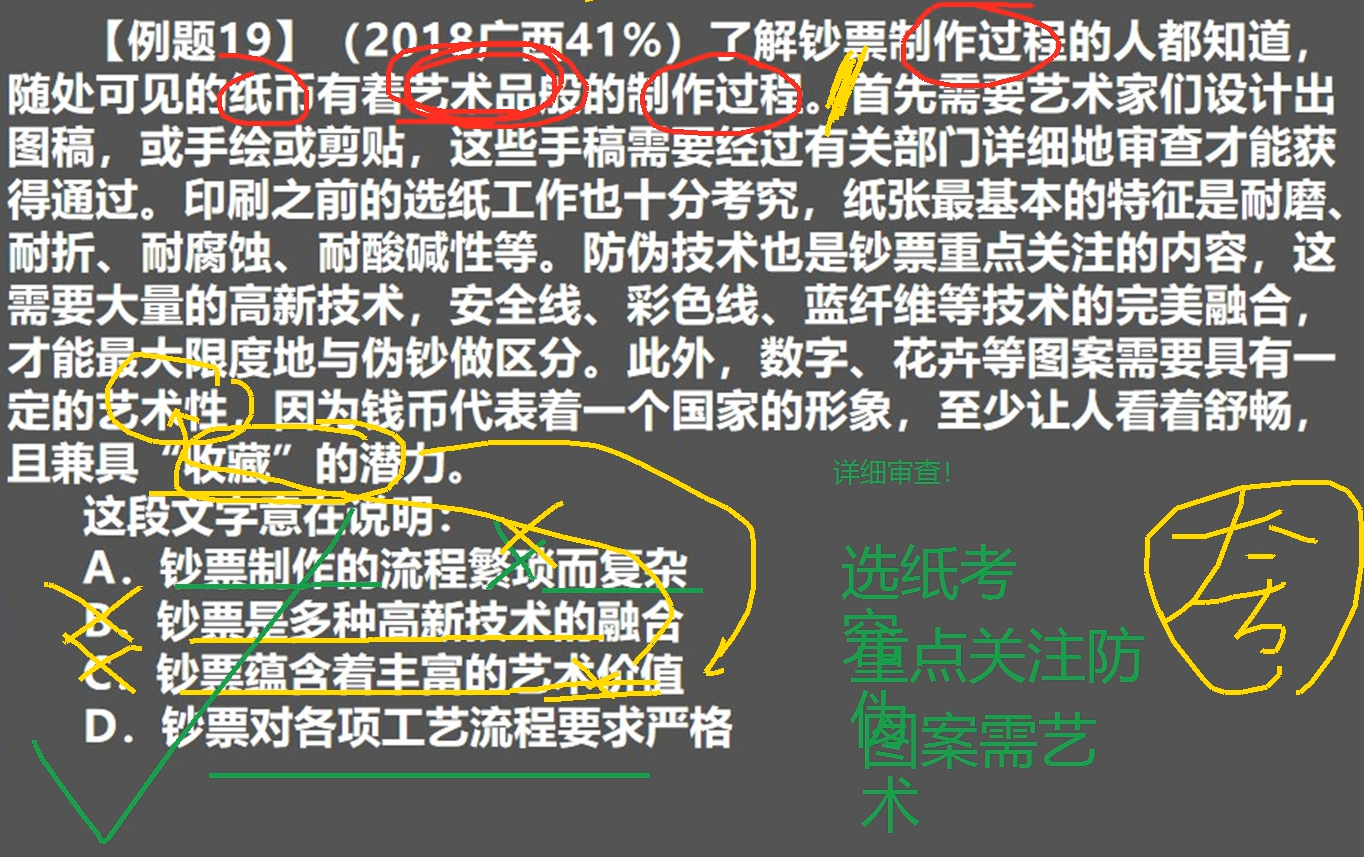 【例题19】（2018广西41%）了解钞票制作过程的人都知道，
随处可见的纸币有着艺术品般的制作过程。首先需要艺术家们设计出
图稿，或手绘或剪贴，这些手稿需要经过有关部门详细地审查才能获
得通过。印刷之前的选纸工作也十分考究，纸张最基本的特征是耐磨、
耐折、耐腐蚀、耐酸碱性等。防伪技术也是钞票重点关注的内容，这
需要大量的高新技术，安全线、彩色线、蓝纤维等技术的完美融合，
才能最大限度地与伪钞做区分。此外，数字、花卉等图案需要具有一
定的艺术性，因为钱币代表着一个国家的形象，至少让人看着舒畅，
且兼具“收藏”的潜力。
这段文字意在说明：
A．钞票制作的流程繁琐而复杂
B．钞票是多种高新技术的融合
C．钞票蕴含着丰富的艺术价值
D．钞票对各项工艺流程要求严格
详细审查！
选纸考
究
重点关注防
伪
图案需艺
术